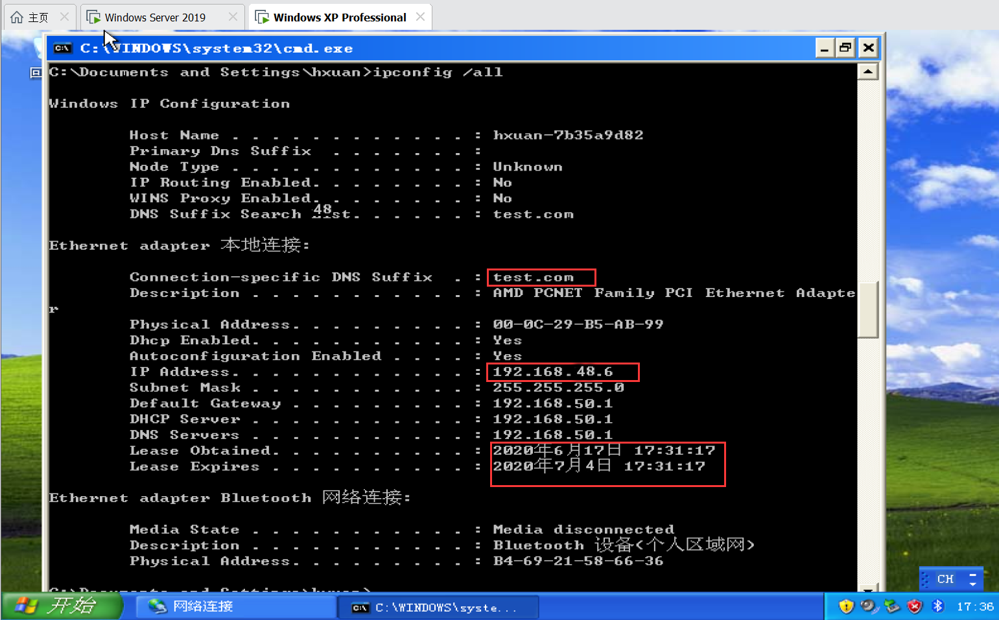 主页
Windows Server 2019
Windows XP Professional
C:\WINDOWS\system32\cmd.exe
回
C:\Documents and Settings\hxuan>ipconfig /all
Windows IP Configuration
Host Name . . . . . . . . . . . . : hxuan-7b35a9d82
Primary Dns Suffix  . . . . . . . :
Node Type . . . . . . . . . . . . : Unknown
IP Routing Enabled. . . . . . . . : No
WINS Proxy Enabled. . . . . . . . : No
48
DNS Suffix Search List. . . . . . : test.com
Ethernet adapter 本地连接:
Connection-specific DNS Suffix  . : test.com
Description . . . . . . . . . . . : AMD PCNET Family PCI Ethernet Adapte
r
Physical Address. . . . . . . . . : 00-0C-29-B5-AB-99
Dhcp Enabled. . . . . . . . . . . : Yes
Autoconfiguration Enabled . . . . : Yes
IP Address. . . . . . . . . . . . : 192.168.48.6
Subnet Mask . . . . . . . . . . . : 255.255.255.0
Default Gateway . . . . . . . . . : 192.168.50.1
DHCP Server . . . . . . . . . . . : 192.168.50.1
DNS Servers . . . . . . . . . . . : 192.168.50.1
Lease Obtained. . . . . . . . . . : 2020年6月17日 17:31:17
Lease Expires . . . . . . . . . . : 2020年7月4日 17:31:17
Ethernet adapter Bluetooth 网络连接:
Media State . . . . . . . . . . . : Media disconnected
Description . . . . . . . . . . . : Bluetooth 设备(个人区域网)
Physical Address. . . . . . . . . : B4-69-21-58-66-36
C:\Documents and Settings\hxuan>
CH
开始
网络连接
C:\WINDOWS\syste...
17:36